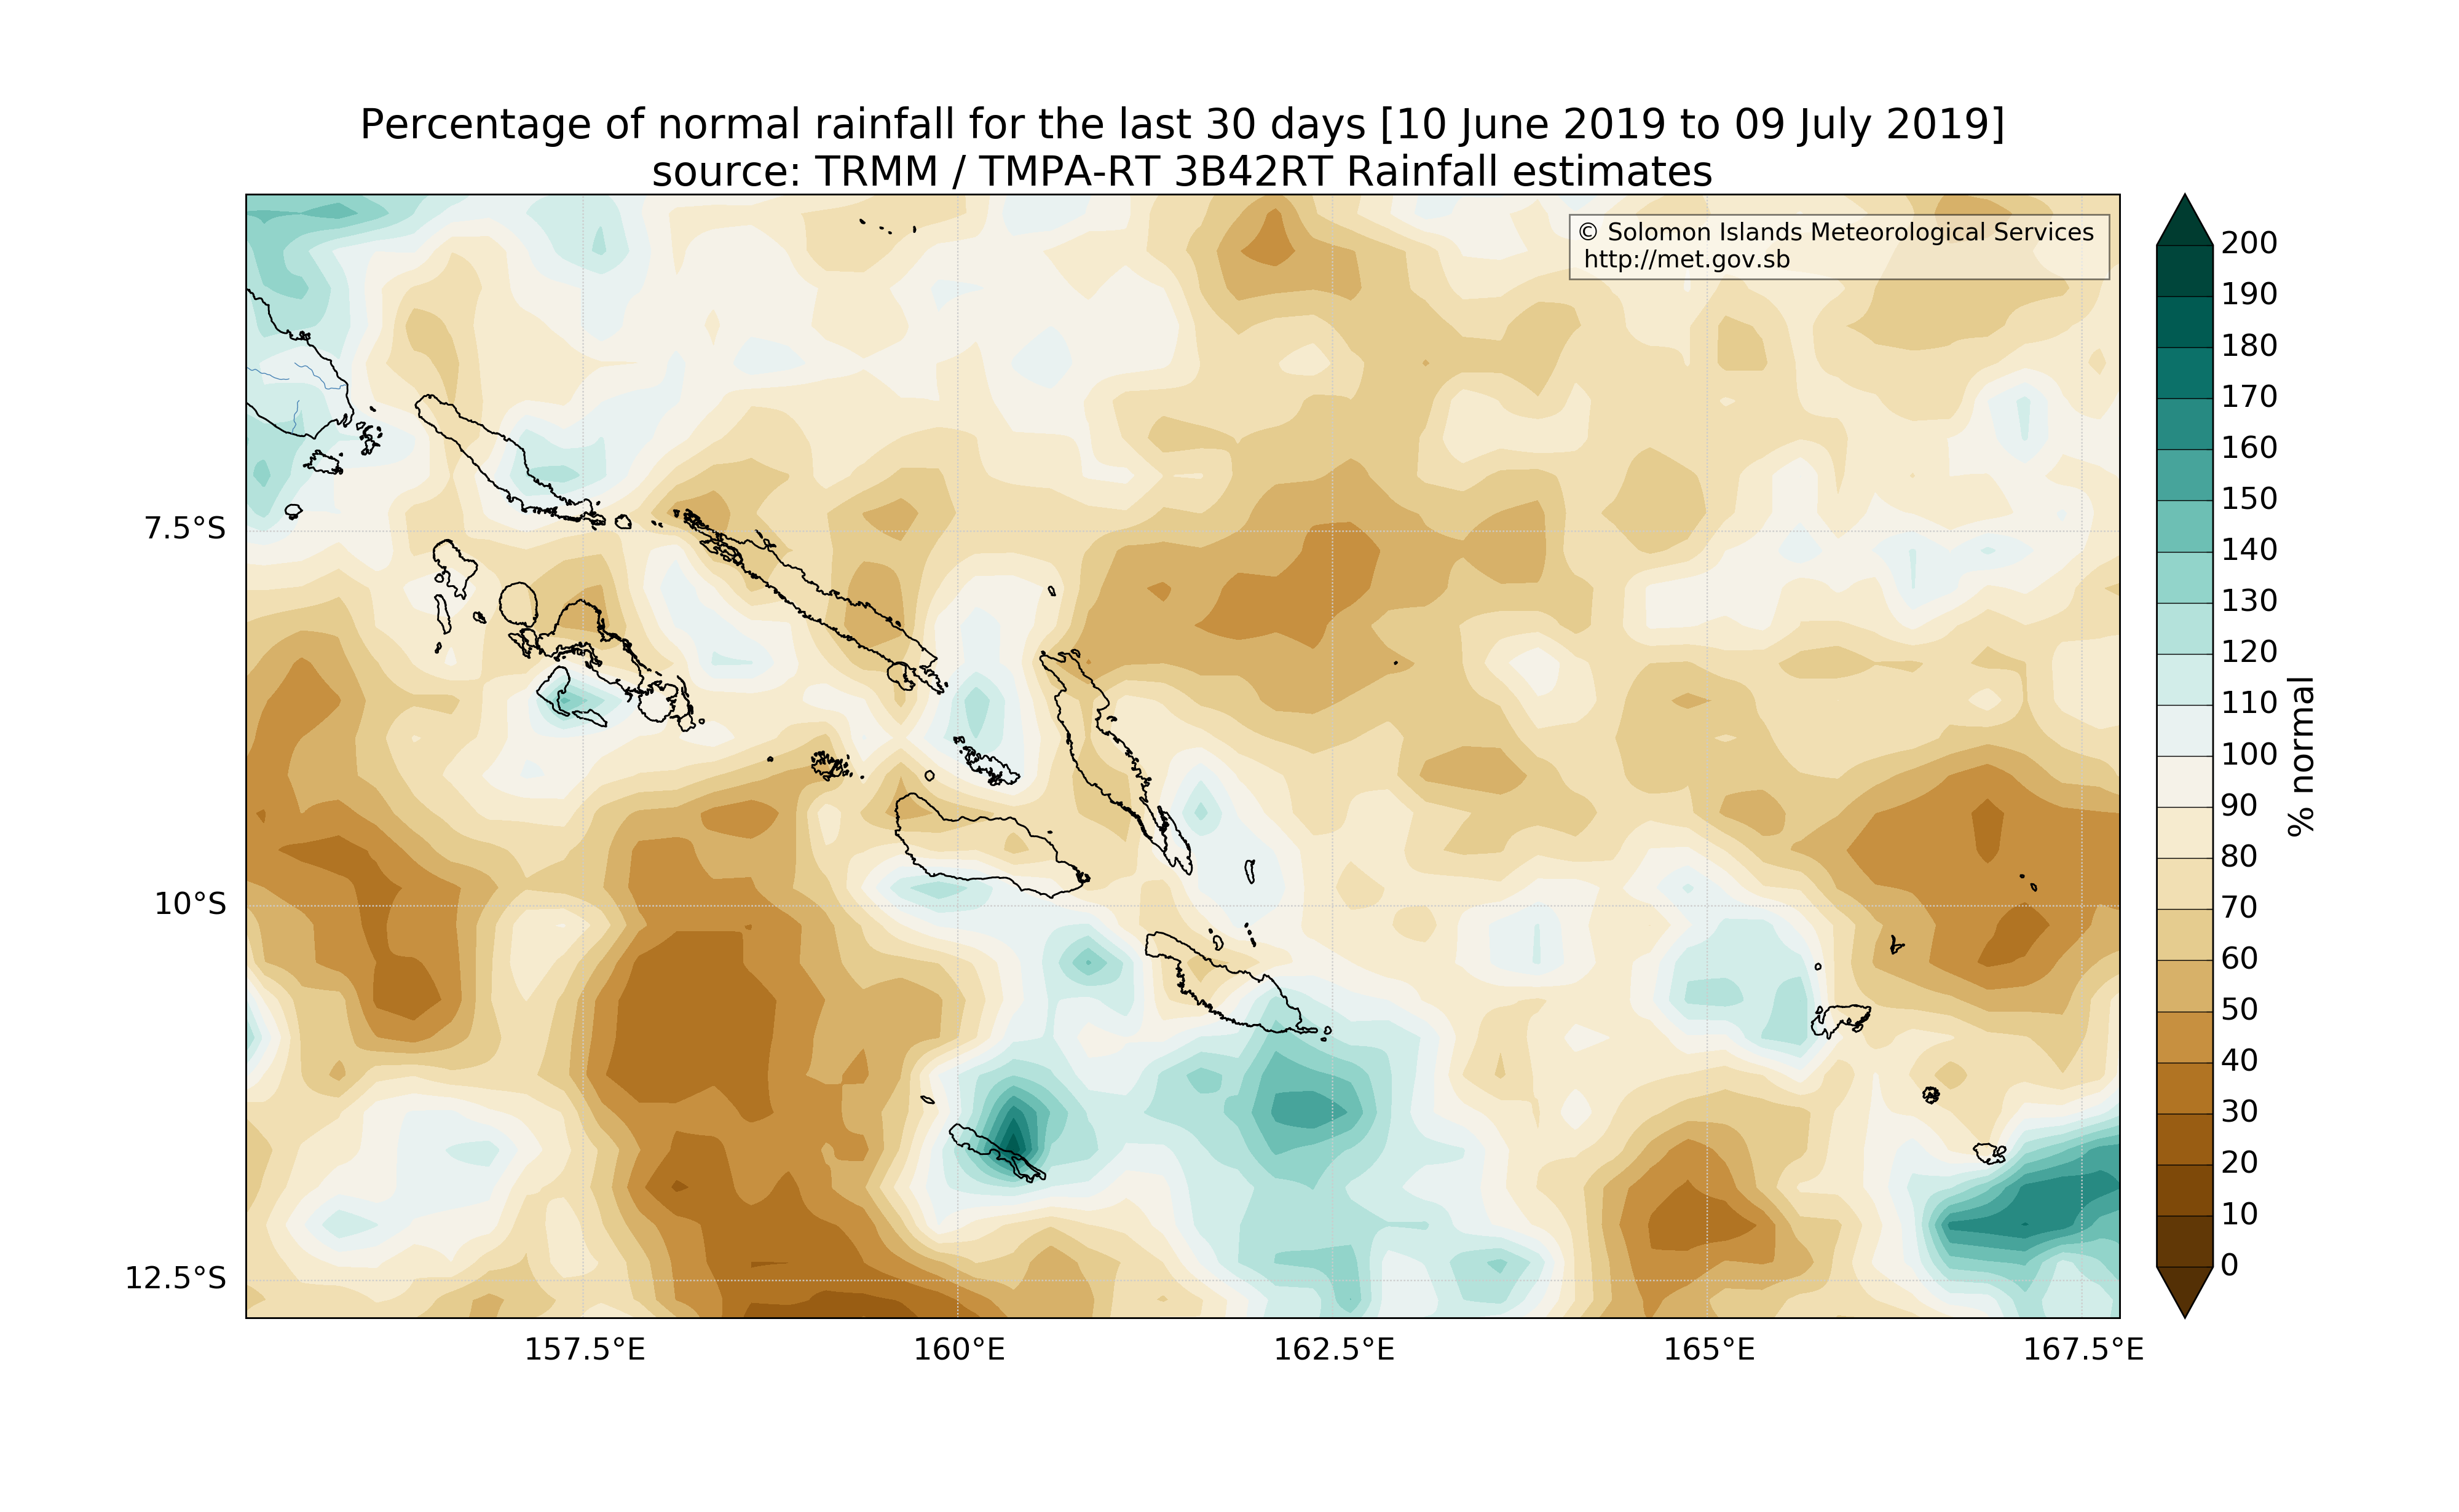 Percentage of normal rainfall for the last 30 days [10 June 2019 to 09 July 2019]
source: TRMM / TMPA-RT 3B42RT Rainfall estimates
© Solomon Islands Meteorological Services
http://met.gov.sb
7.5°S
10°S
12.5°S
157.5°E
160°E
162.5°E
165°E
167.5°E
200
190
180
170
160
150
140
130
120
110
100
90
80
70
60
50
40
30
20
10
0
% normal